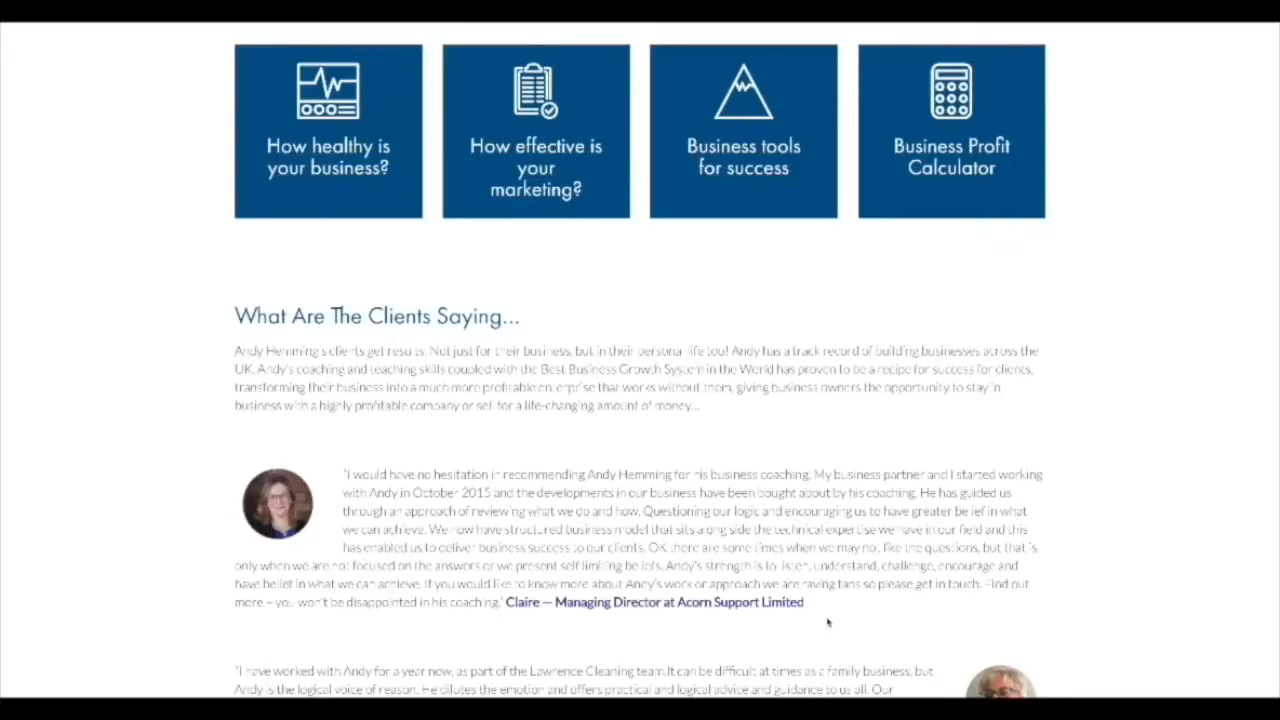 How healthy is
your business?
How effective is
your
marketing?
Business tools
for success
Business Profit
Calculator
What Are The Clients Saying...
Andy Hemming's clients get results. Not just for their business, but in their personal life too! Andy has a track record of building businesses across the
UK. Andy's coaching and teaching skills coupled with the Best Business Growth System in the World has proven to be a recipe for success for clients,
transforming their business into a much more profitable enterprise that works without them, giving business owners the opportunity to stay in
business with a highly profitable company or sell for a life-changing amount of money...
"I would have no hesitation in recommending Andy Hemming for his business coaching. My business partner and I started working
with Andy in October 2015 and the developments in our business have been bought about by his coaching. He has guided us
through an approach of reviewing what we do and how. Questioning our logic and encouraging us to have greater belief in what
we can achieve. We now have structured business model that sits along side the technical expertise we have in our field and this
has enabled us to deliver business success to our clients. OK there are some times when we may not like the questions, but that is
only when we are not focused on the answers or we present self limiting beliefs. Andy's strength is to listen, understand, challenge, encourage and
have belief in what we can achieve. If you would like to know more about Andy's work or approach we are raving fans so please get in touch. Find out
more – you won't be disappointed in his coaching." Claire — Managing Director at Acorn Support Limited
"I have worked with Andy for a year now, as part of the Lawrence Cleaning team.It can be difficult at times as a family business, but
Andy is the logical voice of reason. He dilutes the emotion and offers practical and logical advice and guidance to us all. Our